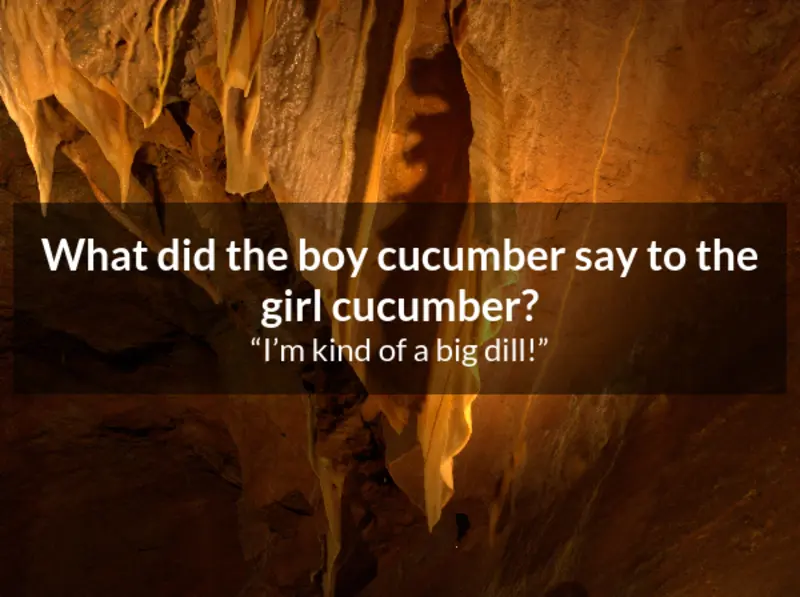 What did the boy cucumber say to the
girl cucumber?
“I’m kind of a big dill!”